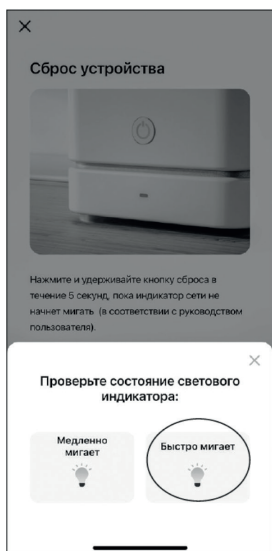 Сброс устройства
Нажмите и удерживайте кнопку сброса в
течение 5 секунд, пока индикатор сети не
начнет мигать (в соответствии с руководством
пользователя).
Проверьте состояние светового
индикатора:
Медленно
мигает
Быстро мигает